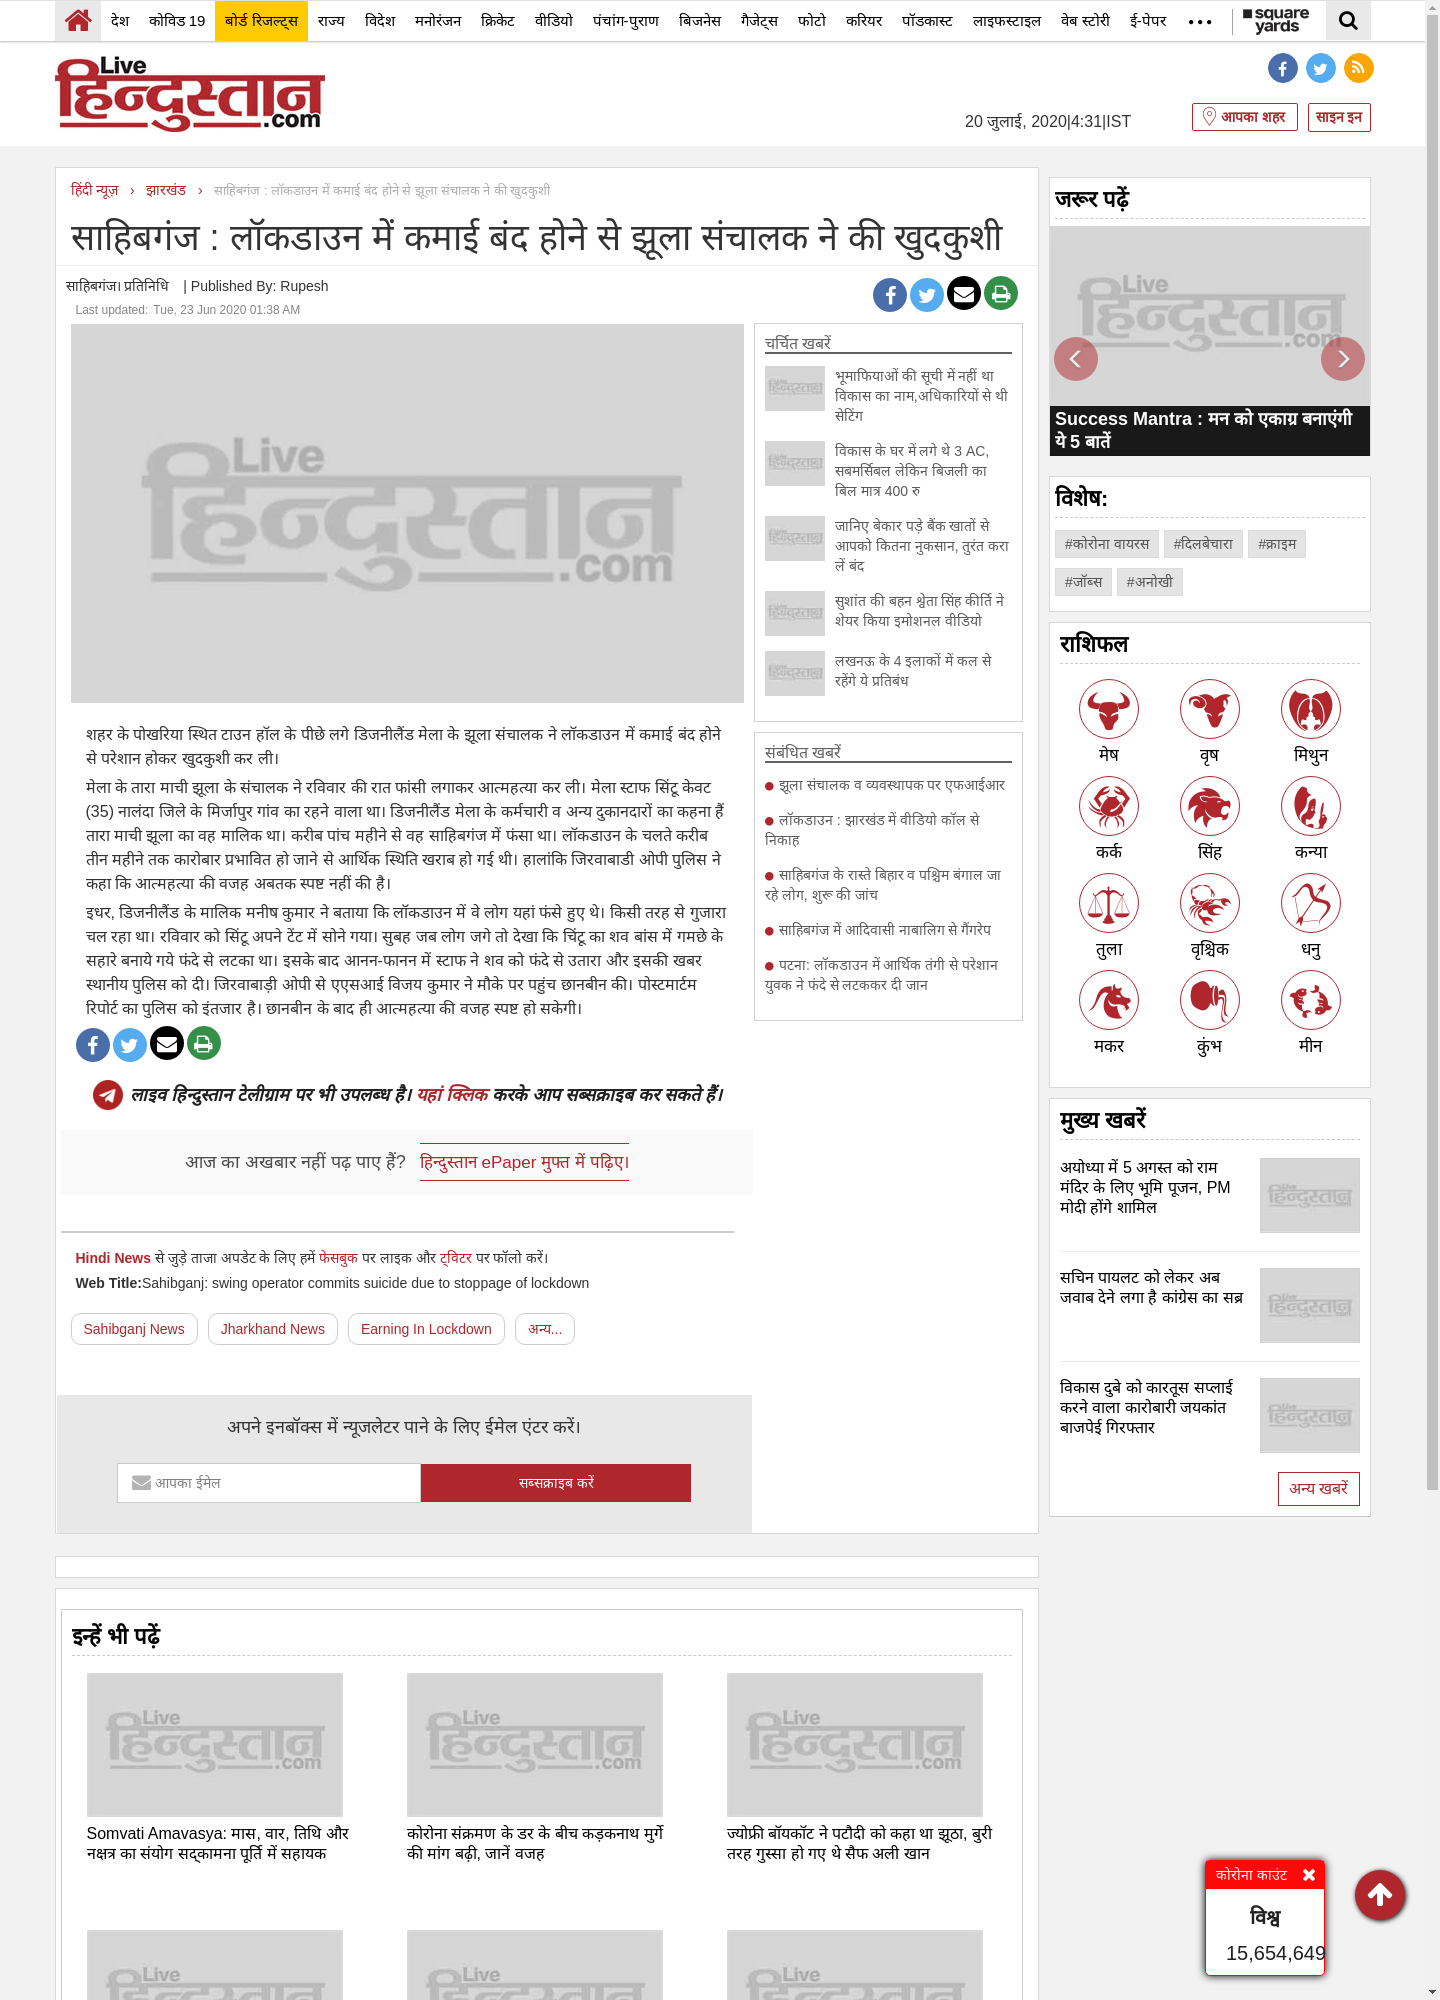 देश कोविड 19 बोर्ड रिजल्ट्स राज्य विदेश मनोरंजन क्रिकेट वीडियो पंचांग-पुराण बिजनेस गैजेट्स फोटो करियर पॉडकास्ट लाइफस्टाइल वेब स्टोरी ई-पेपर square yards
Live हिन्दुस्तान .com
20 जुलाई, 2020|4:31|IST
आपका शहर साइन इन
हिंदी न्यूज़ › झारखंड › साहिबगंज : लॉकडाउन में कमाई बंद होने से झूला संचालक ने की खुदकुशी
साहिबगंज : लॉकडाउन में कमाई बंद होने से झूला संचालक ने की खुदकुशी
साहिबगंज। प्रतिनिधि | Published By: Rupesh
Last updated: Tue, 23 Jun 2020 01:38 AM
Live हिन्दुस्तान .com
शहर के पोखरिया स्थित टाउन हॉल के पीछे लगे डिजनीलैंड मेला के झूला संचालक ने लॉकडाउन में कमाई बंद होने
से परेशान होकर खुदकुशी कर ली।
मेला के तारा माची झूला के संचालक ने रविवार की रात फांसी लगाकर आत्महत्या कर ली। मेला स्टाफ सिंटू केवट
(35) नालंदा जिले के मिर्जापुर गांव का रहने वाला था। डिजनीलैंड मेला के कर्मचारी व अन्य दुकानदारों का कहना हैं
तारा माची झूला का वह मालिक था। करीब पांच महीने से वह साहिबगंज में फंसा था। लॉकडाउन के चलते करीब
तीन महीने तक कारोबार प्रभावित हो जाने से आर्थिक स्थिति खराब हो गई थी। हालांकि जिरवाबाडी ओपी पुलिस ने
कहा कि आत्महत्या की वजह अबतक स्पष्ट नहीं की है।
इधर, डिजनीलैंड के मालिक मनीष कुमार ने बताया कि लॉकडाउन में वे लोग यहां फंसे हुए थे। किसी तरह से गुजारा
चल रहा था। रविवार को सिंटू अपने टेंट में सोने गया। सुबह जब लोग जगे तो देखा कि चिंटू का शव बांस में गमछे के
सहारे बनाये गये फंदे से लटका था। इसके बाद आनन-फानन में स्टाफ ने शव को फंदे से उतारा और इसकी खबर
स्थानीय पुलिस को दी। जिरवाबाड़ी ओपी से एएसआई विजय कुमार ने मौके पर पहुंच छानबीन की। पोस्टमार्टम
रिपोर्ट का पुलिस को इंतजार है। छानबीन के बाद ही आत्महत्या की वजह स्पष्ट हो सकेगी।
लाइव हिन्दुस्तान टेलीग्राम पर भी उपलब्ध है। यहां क्लिक करके आप सब्सक्राइब कर सकते हैं।
आज का अखबार नहीं पढ़ पाए हैं? हिन्दुस्तान ePaper मुफ्त में पढ़िए।
Hindi News से जुड़े ताजा अपडेट के लिए हमें फेसबुक पर लाइक और ट्विटर पर फॉलो करें।
Web Title:Sahibganj: swing operator commits suicide due to stoppage of lockdown
Sahibganj News Jharkhand News Earning In Lockdown अन्य...
अपने इनबॉक्स में न्यूजलेटर पाने के लिए ईमेल एंटर करें।
आपका ईमेल सब्सक्राइब करें
चर्चित खबरें
भूमाफियाओं की सूची में नहीं था
विकास का नाम,अधिकारियों से थी
सेटिंग
विकास के घर में लगे थे 3 AC,
सबमर्सिबल लेकिन बिजली का
बिल मात्र 400 रु
जानिए बेकार पड़े बैंक खातों से
आपको कितना नुकसान, तुरंत करा
लें बंद
सुशांत की बहन श्वेता सिंह कीर्ति ने
शेयर किया इमोशनल वीडियो
लखनऊ के 4 इलाकों में कल से
रहेंगे ये प्रतिबंध
संबंधित खबरें
झूला संचालक व व्यवस्थापक पर एफआईआर
लॉकडाउन : झारखंड में वीडियो कॉल से
निकाह
साहिबगंज के रास्ते बिहार व पश्चिम बंगाल जा
रहे लोग, शुरू की जांच
साहिबगंज में आदिवासी नाबालिग से गैंगरेप
पटना: लॉकडाउन में आर्थिक तंगी से परेशान
युवक ने फंदे से लटककर दी जान
जरूर पढ़ें
Live हिन्दुस्तान
Success Mantra : मन को एकाग्र बनाएंगी
ये 5 बातें
विशेष:
#कोरोना वायरस #दिलबेचारा #क्राइम
#जॉब्स #अनोखी
राशिफल
मेष वृष मिथुन
कर्क सिंह कन्या
तुला वृश्चिक धनु
मकर कुंभ मीन
मुख्य खबरें
अयोध्या में 5 अगस्त को राम
मंदिर के लिए भूमि पूजन, PM
मोदी होंगे शामिल
सचिन पायलट को लेकर अब
जवाब देने लगा है कांग्रेस का सब्र
विकास दुबे को कारतूस सप्लाई
करने वाला कारोबारी जयकांत
बाजपेई गिरफ्तार
अन्य खबरें
इन्हें भी पढ़ें
Live हिन्दुस्तान .com Live हिन्दुस्तान .com Live हिन्दुस्तान .com
Somvati Amavasya: मास, वार, तिथि और
नक्षत्र का संयोग सद्कामना पूर्ति में सहायक
कोरोना संक्रमण के डर के बीच कड़कनाथ मुर्गे
की मांग बढ़ी, जानें वजह
ज्योफ्री बॉयकॉट ने पटौदी को कहा था झूठा, बुरी
तरह गुस्सा हो गए थे सैफ अली खान
कोरोना काउंट
विश्व
15,654,649